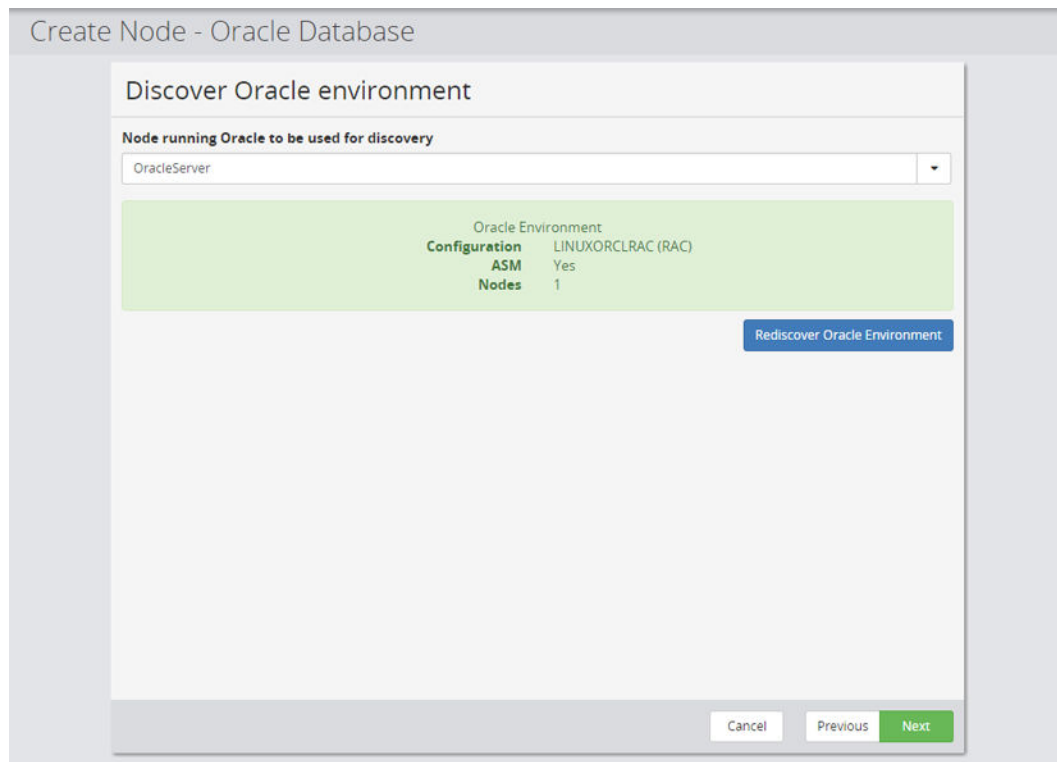 Create Node - Oracle Database
Discover Oracle environment
Node running Oracle to be used for discovery
OracleServer
Oracle Environment
Configuration LINUXORCLRAC (RAC)
ASM Yes
Nodes 1
Rediscover Oracle Environment
Cancel Previous Next